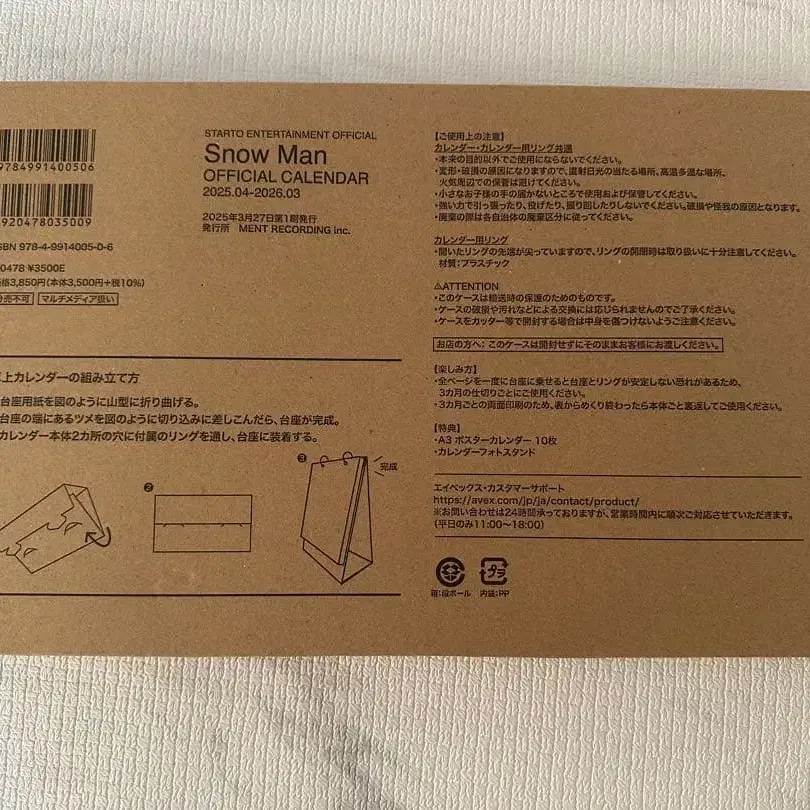 9784991400506
920478035009
ISBN 978-4-9914005-0-6
0478 ¥3500E
価格3,850円(本体3,500円+税10%)
分売不可 マルチメディア扱い
STARTO ENTERTAINMENT OFFICIAL
Snow Man
OFFICIAL CALENDAR
2025.04-2026.03
2025年3月27日第1刷発行
発行所 MENT RECORDING inc.
上カレンダーの組み立て方
台座用紙を図のように山型に折り曲げる。
台座の端にあるツメを図のように切り込みに差しこんだら、台座が完成。
カレンダー本体2カ所の穴に付属のリングを通し、台座に装着する。
❷
❸
完成
【ご使用上の注意】
カレンダー・カレンダー用リング共通
・本来の目的以外でご使用にならないでください。
・変形・破損の原因になりますので、直射日光の当たる場所、高温多湿な場所、
火気周辺での保管は避けてください。
・小さなお子様の手の届かないところで使用および保管してください。
・強い力で引っ張ったり、投げたり、振り回したりしないでください。破損や怪我の原因となります。
・廃棄の際は各自治体の廃棄区分に従ってください。
カレンダー用リング
・開いたリングの先端が尖っていますので、リングの開閉時は取り扱いに十分注意してください。
材質:プラスチック
⚠ATTENTION
・このケースは輸送時の保護のためのものです。
・ケースの破損や汚れなどによる交換には応じられませんのでご了承ください。
・ケースをカッター等で開封する場合は中身を傷つけないようご注意ください。
お店の方へ:このケースは開封せずにそのままお客様にお渡しください。
【楽しみ方】
・全ページを一度に台座に乗せると台座とリングが安定しない恐れがあるため、
3カ月の仕切りごとにご使用ください。
・3カ月ごとの両面印刷のため、表からめくり終わったら本体ごと裏返してご使用ください。
【特典】
・A3 ポスターカレンダー 10枚
・カレンダーフォトスタンド
エイベックス・カスタマーサポート
https://avex.com/jp/ja/contact/product/
※お問い合わせは24時間承っておりますが、営業時間内に順次ご対応させていただきます。
(平日のみ11:00~18:00)
プラ
箱:段ボール 内袋:PP